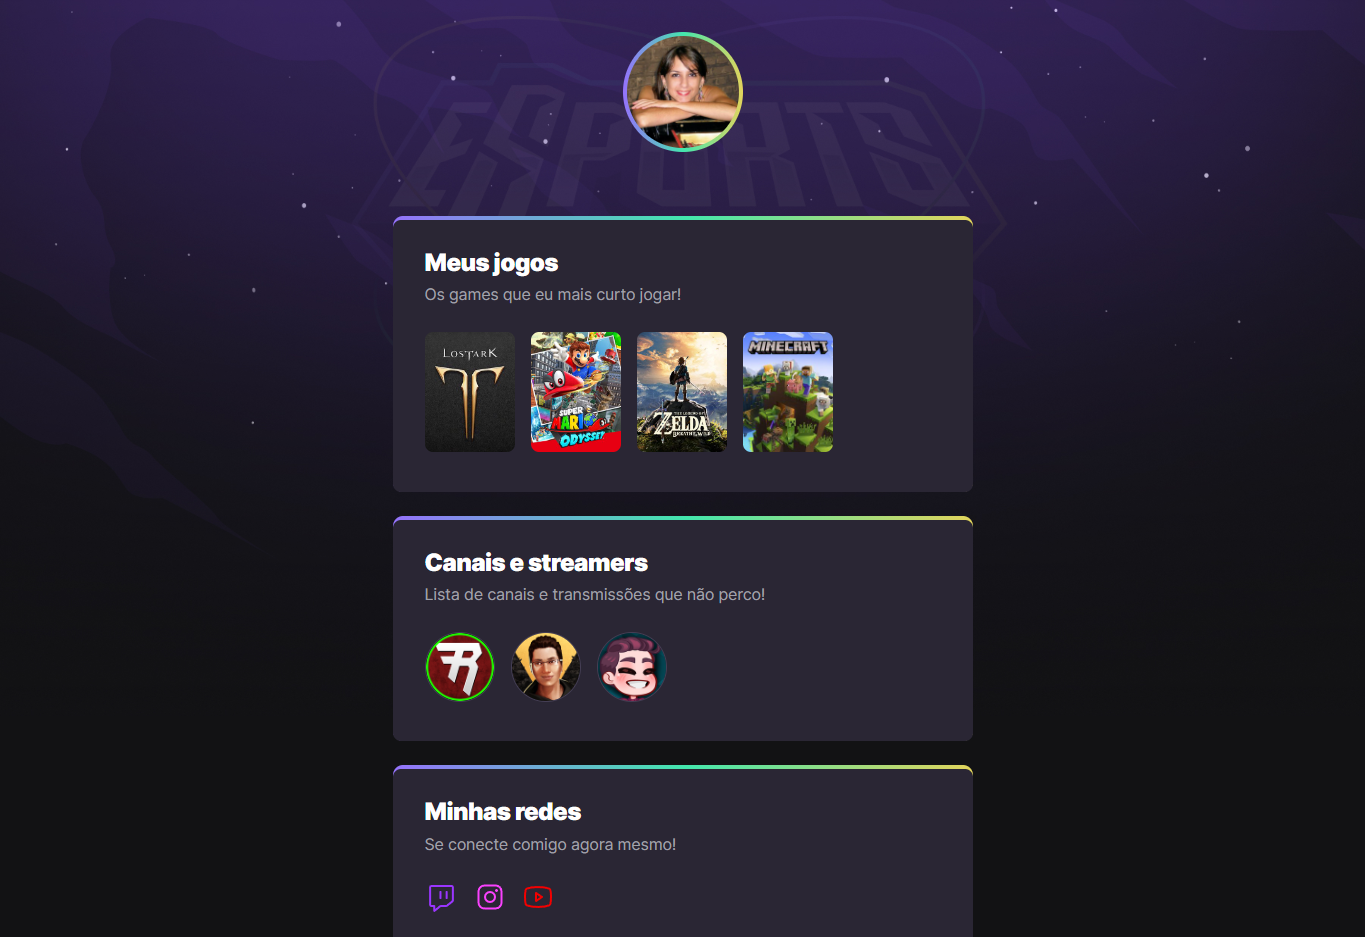 ESPORTS
Meus jogos
Os games que eu mais curto jogar!
LOSTARK
SUPER
MARIO
ODYSSEY
THE LEGEND OF
ZELDA
BREATH OF THE WILD
MINECRAFT
Canais e streamers
Lista de canais e transmissões que não perco!
Minhas redes
Se conecte comigo agora mesmo!